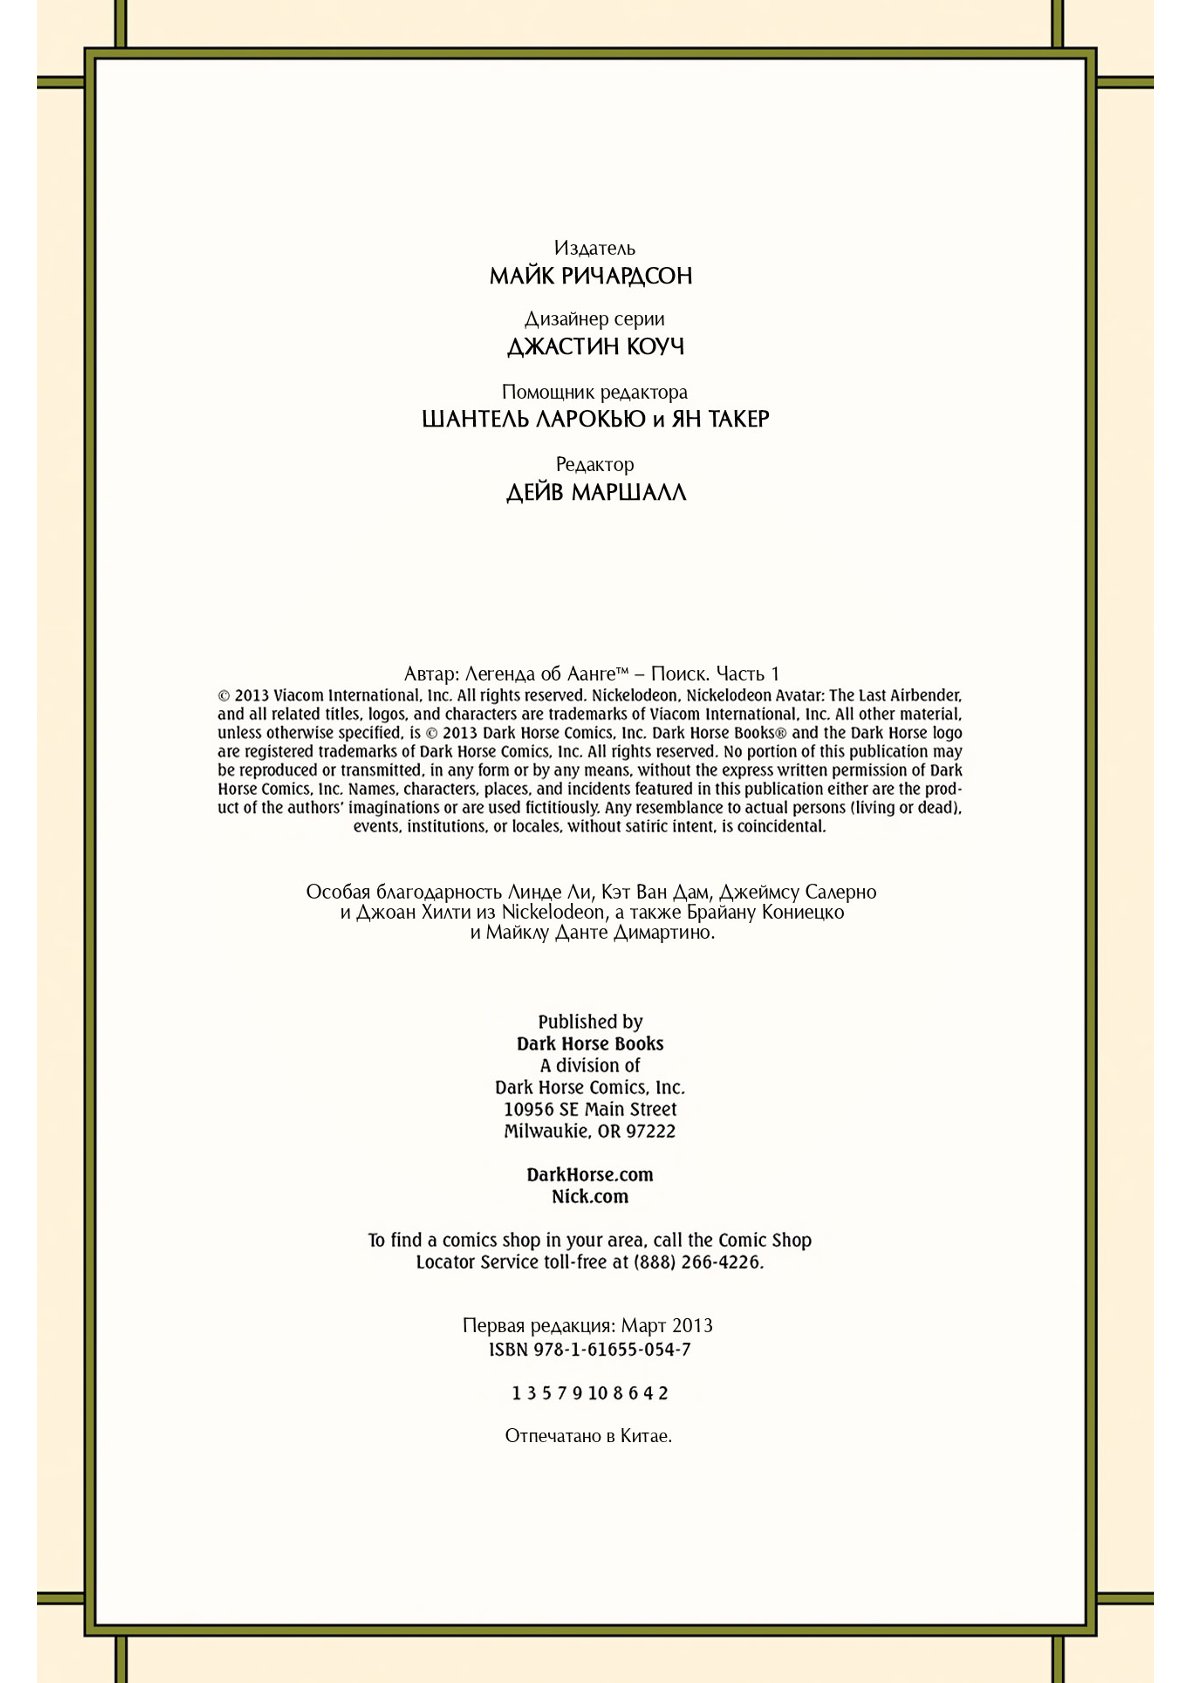 Издатель
МАЙК РИЧАРДСОН
Дизайнер серии
ДЖАСТИН КОУЧ
Помощник редактора
ШАНТЕЛЬ ЛАРОКЬЮ и ЯН ТАКЕР
Редактор
ДЕЙВ МАРШАЛЛ
Автар: Легенда об Аанге™ – Поиск. Часть 1
© 2013 Viacom International, Inc. All rights reserved. Nickelodeon, Nickelodeon Avatar: The Last Airbender,
and all related titles, logos, and characters are trademarks of Viacom International, Inc. All other material,
unless otherwise specified, is © 2013 Dark Horse Comics, Inc. Dark Horse Books® and the Dark Horse logo
are registered trademarks of Dark Horse Comics, Inc. All rights reserved. No portion of this publication may
be reproduced or transmitted, in any form or by any means, without the express written permission of Dark
Horse Comics, Inc. Names, characters, places, and incidents featured in this publication either are the prod-
uct of the authors’ imaginations or are used fictitiously. Any resemblance to actual persons (living or dead),
events, institutions, or locales, without satiric intent, is coincidental.
Особая благодарность Линде Ли, Кэт Ван Дам, Джеймсу Салерно
и Джоан Хилти из Nickelodeon, а также Брайану Кониецко
и Майклу Данте Димартино.
Published by
Dark Horse Books
A division of
Dark Horse Comics, Inc.
10956 SE Main Street
Milwaukie, OR 97222
DarkHorse.com
Nick.com
To find a comics shop in your area, call the Comic Shop
Locator Service toll-free at (888) 266-4226.
Первая редакция: Март 2013
ISBN 978-1-61655-054-7
1 3 5 7 9 10 8 6 4 2
Отпечатано в Китае.